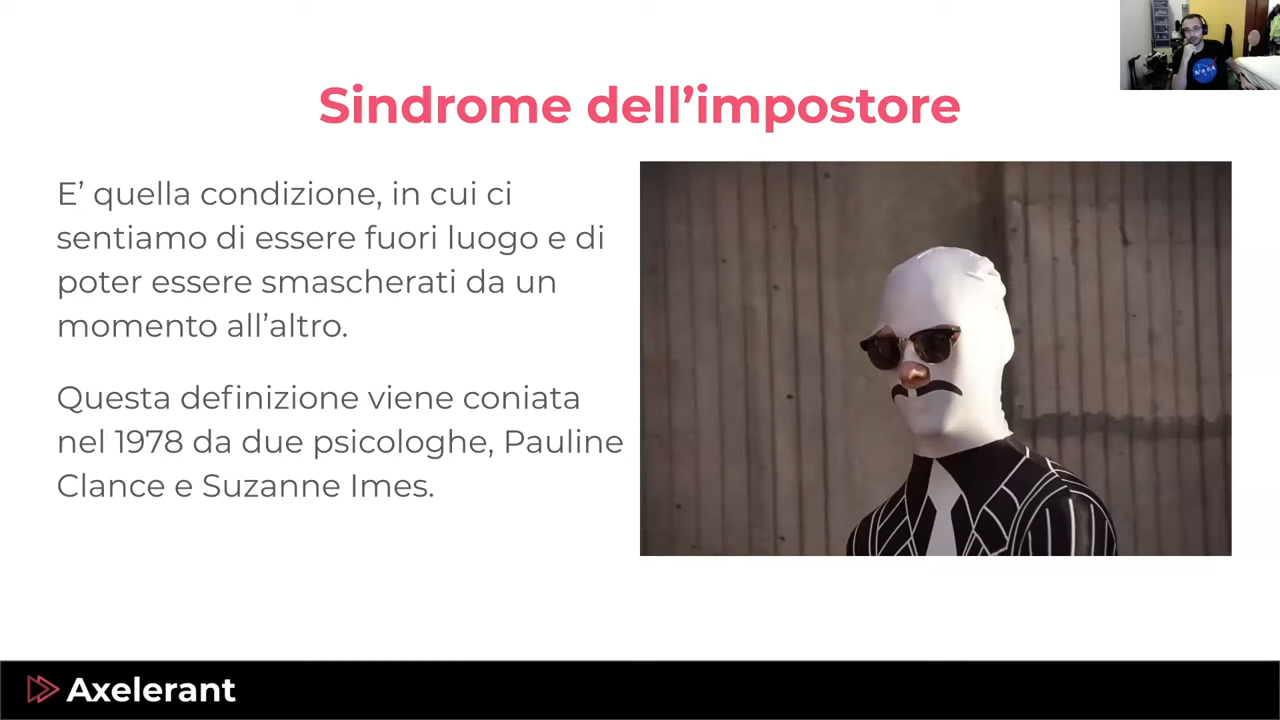 Sindrome dell’impostore
E’ quella condizione, in cui ci
sentiamo di essere fuori luogo e di
poter essere smascherati da un
momento all’altro.
Questa definizione viene coniata
nel 1978 da due psicologhe, Pauline
Clance e Suzanne Imes.
NASA
Axelerant